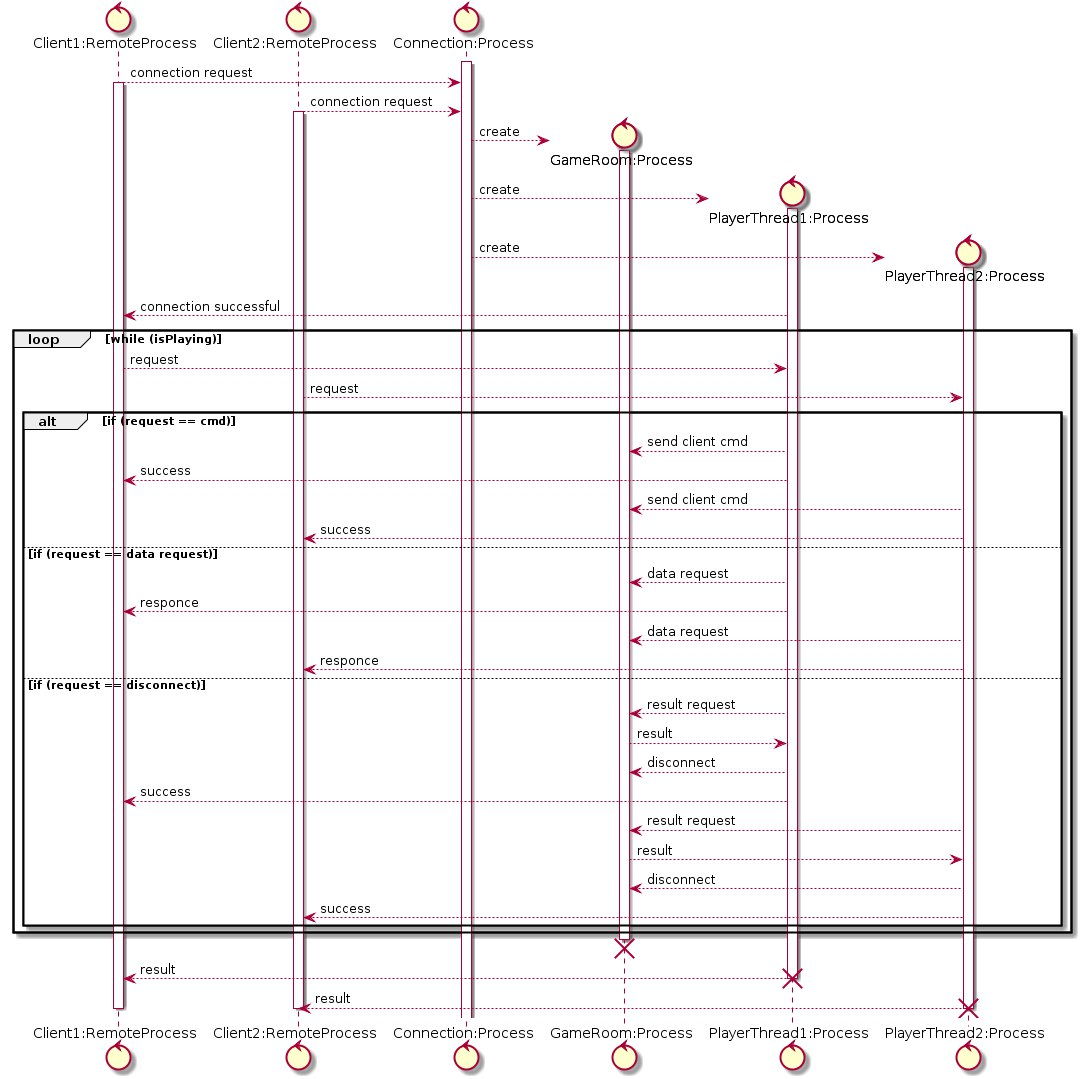 Client1:RemoteProcess
Client2:RemoteProcess
Connection:Process
connection request
connection request
create
GameRoom:Process
create
PlayerThread1:Process
create
PlayerThread2:Process
connection successful
loop
[while (isPlaying)]
request
request
alt
[if (request == cmd)]
send client cmd
success
send client cmd
success
[if (request == data request)]
data request
responce
data request
responce
[if (request == disconnect)]
result request
result
disconnect
success
result request
result
disconnect
success
result
result
Client1:RemoteProcess
Client2:RemoteProcess
Connection:Process
GameRoom:Process
PlayerThread1:Process
PlayerThread2:Process